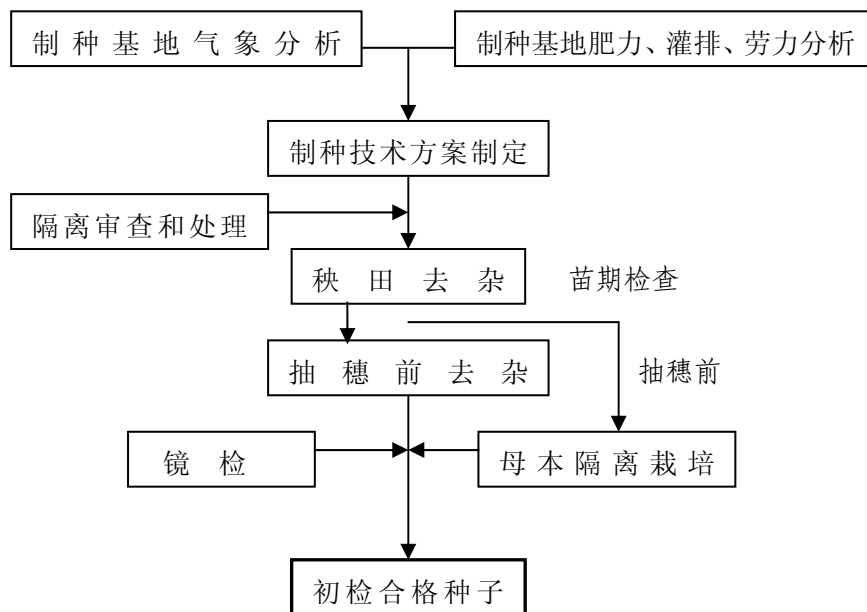 制种基地气象分析
制种基地肥力、灌排、劳力分析
制种技术方案制定
隔离审查和处理
秧田去杂
苗期检查
抽穗前去杂
抽穗前
镜检
母本隔离栽培
初检合格种子